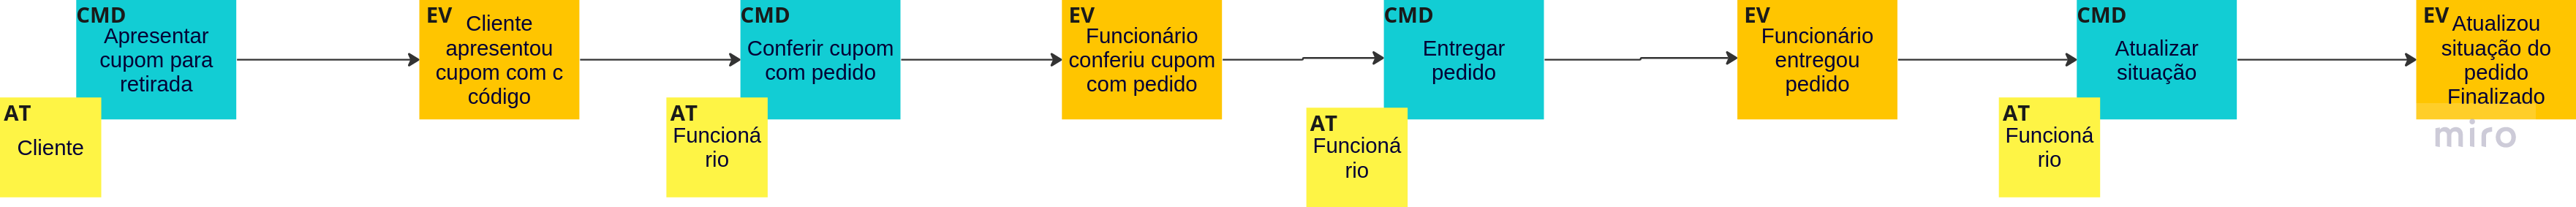 CMD
Apresentar
cupom para
retirada
AT
Cliente
EV
Cliente
apresentou
cupom com c
código
CMD
Conferir cupom
com pedido
AT
Funcioná
rio
EV
Funcionário
conferiu cupom
com pedido
CMD
Entregar
pedido
AT
Funcioná
rio
EV
Funcionário
entregou
pedido
CMD
Atualizar
situação
AT
Funcioná
rio
EV
Atualizou
situação do
pedido
Finalizado
miro